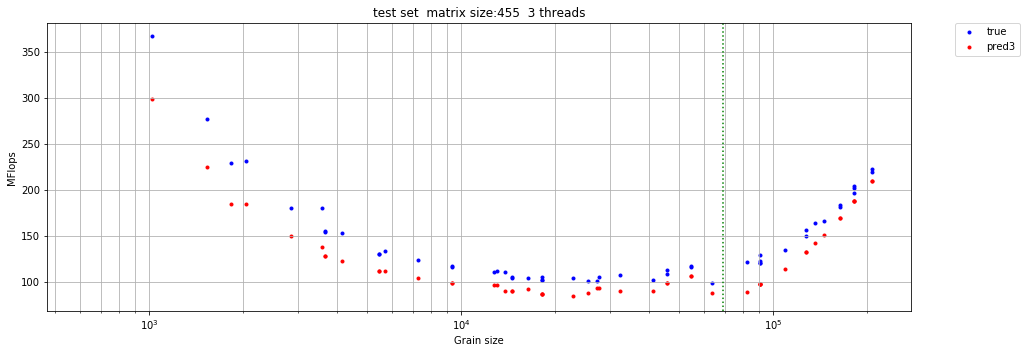 test set matrix size:455 3 threads
true
pred3
MFlops
350
300
250
200
150
100
10³
10⁴
10⁵
Grain size